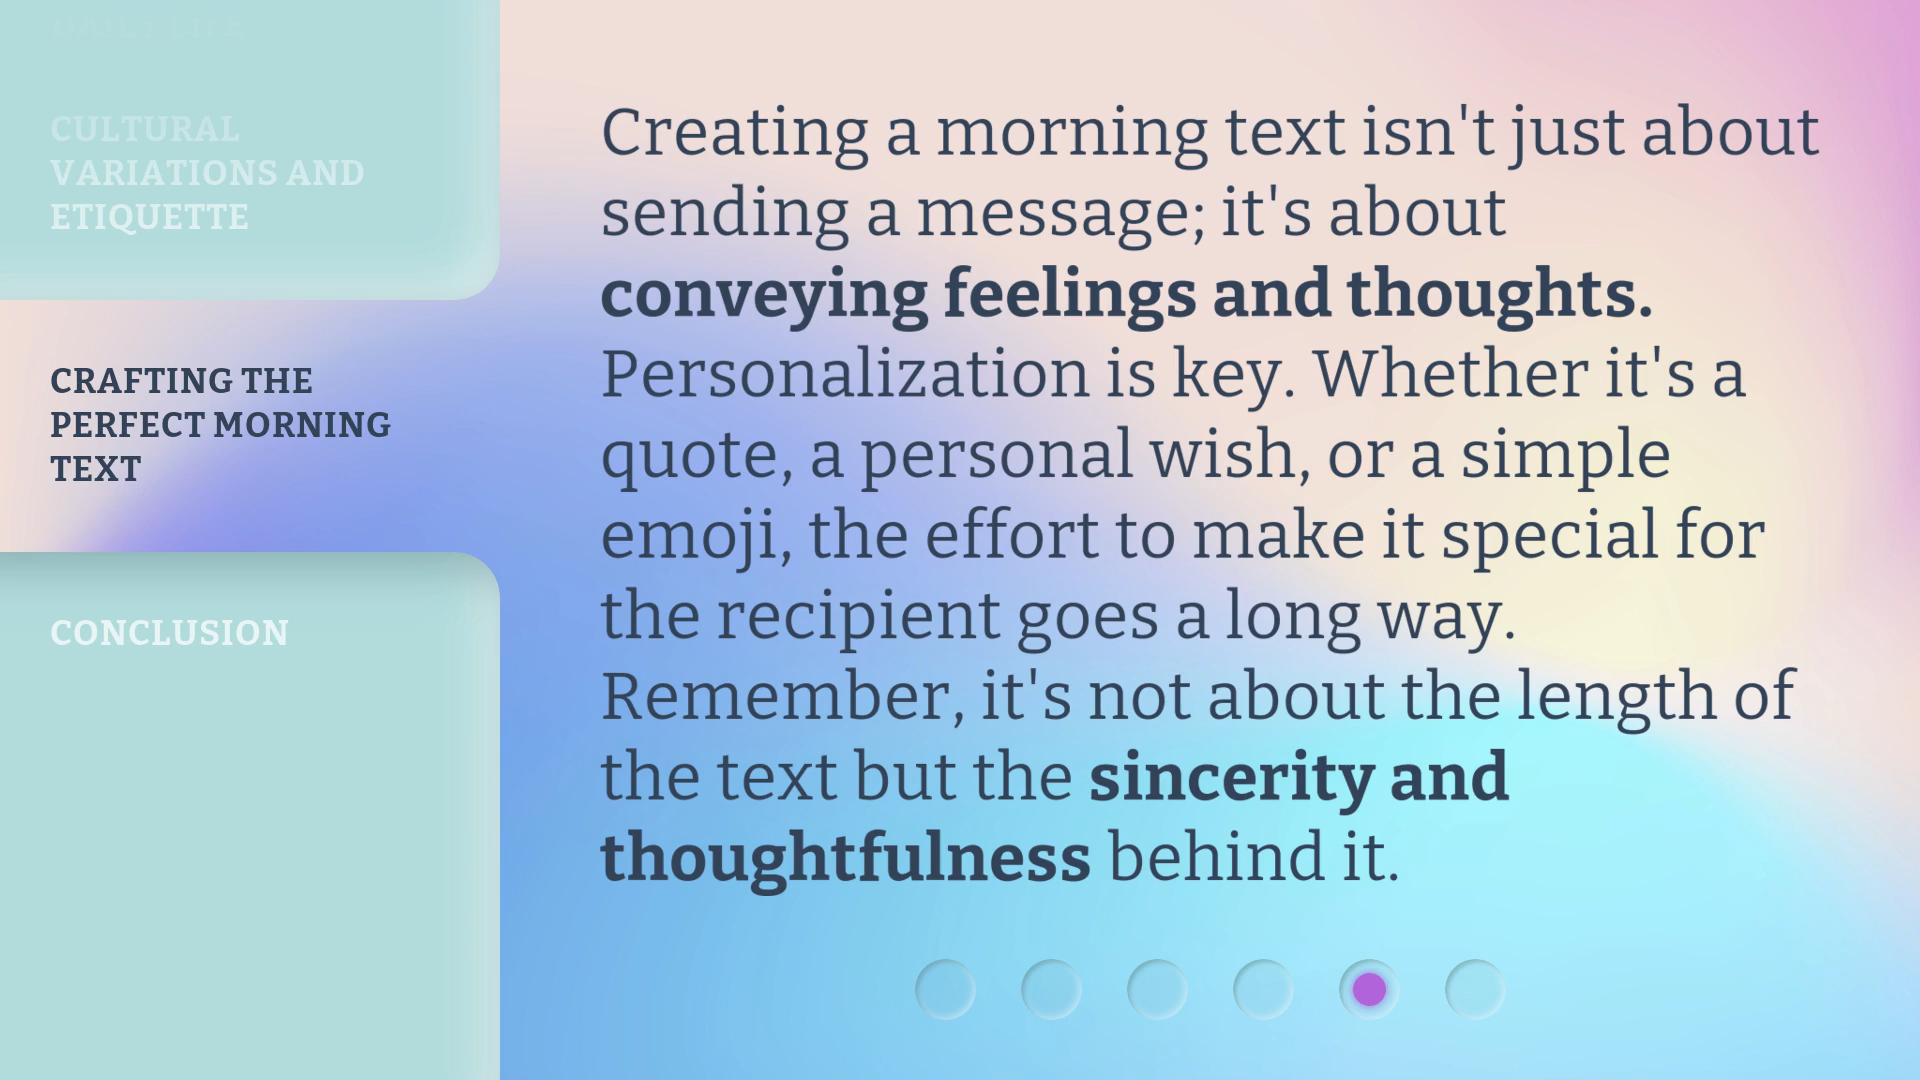 DAILY LIFE
CULTURAL
VARIATIONS AND
ETIQUETTE
CRAFTING THE
PERFECT MORNING
TEXT
CONCLUSION
Creating a morning text isn't just about
sending a message; it's about
conveying feelings and thoughts.
Personalization is key. Whether it's a
quote, a personal wish, or a simple
emoji, the effort to make it special for
the recipient goes a long way.
Remember, it's not about the length of
the text but the sincerity and
thoughtfulness behind it.